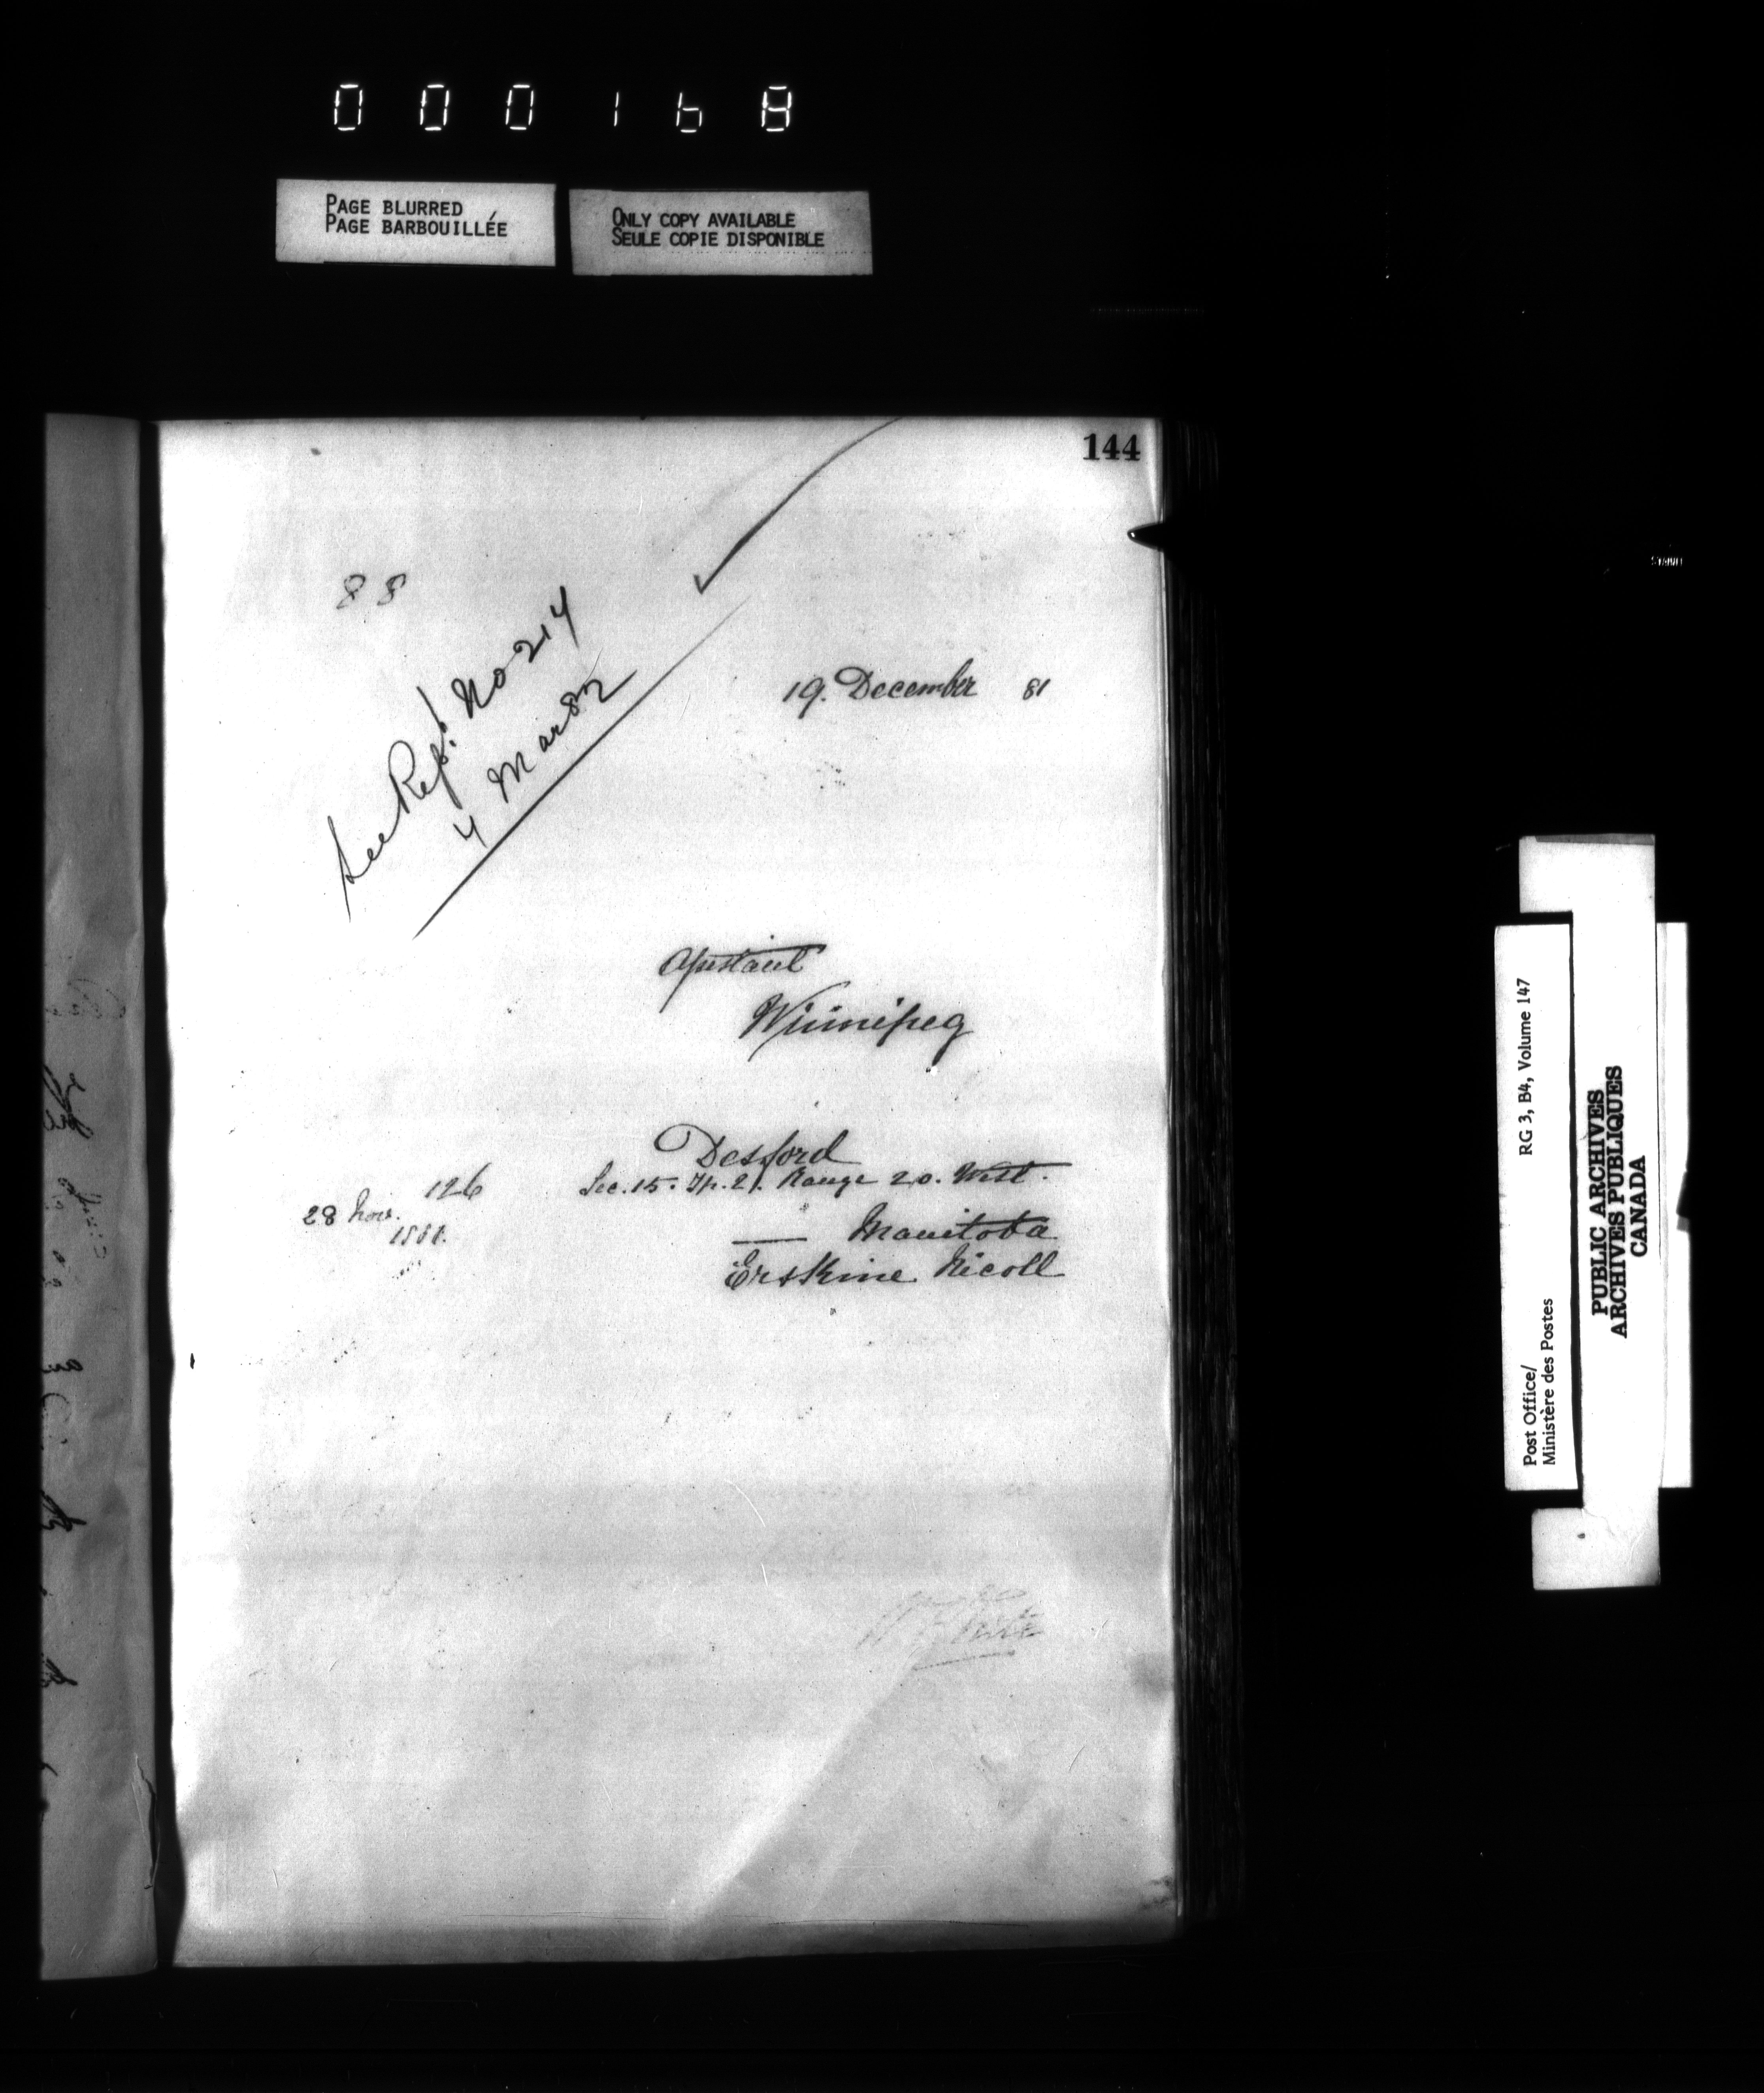 000168
PAGE BLURRED
PAGE BARBOUILLÉE
ONLY COPY AVAILABLE
SEULE COPIE DISPONIBLE
144
88
See Rep. No 214
4 Mar 82
19. December 81
Winnipeg
Desford
126
Sec. 15. Tp. 2. Range 20. West.
28 Nov.
1881.
Manitoba
Erskine Nicoll
Post Office/
Ministère des Postes
RG 3, B4, Volume 147
PUBLIC ARCHIVES
ARCHIVES PUBLIQUES
CANADA